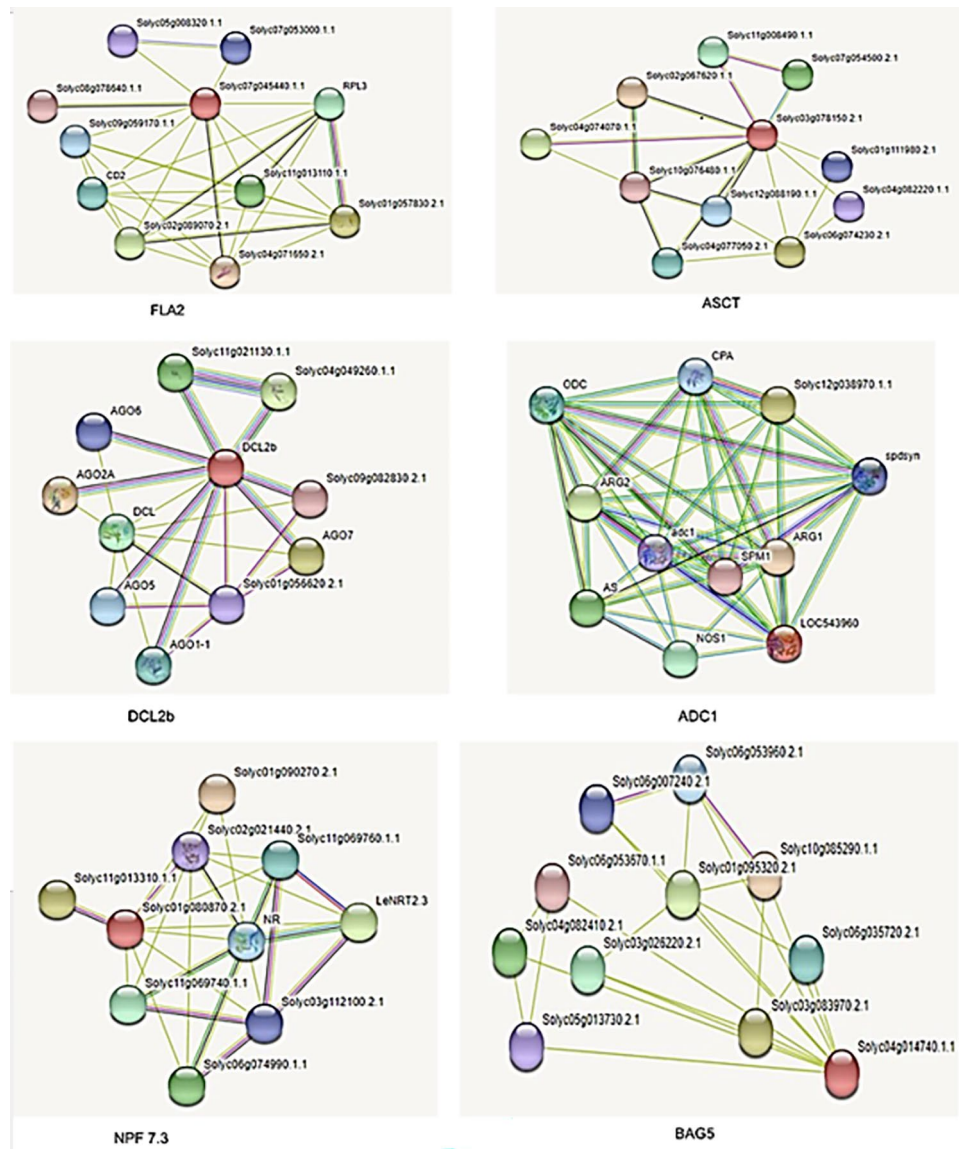 Solyc05g008320.1.1
Solyc07g053000.1.1
Solyc08g078640.1.1
Solyc07g045440.1.1
RPL3
Solyc09g059170.1.1
CD2
Solyc11g013110.1.1
Solyc01g057830.2.1
Solyc02g089070.2.1
Solyc04g071650.2.1
FLA2
Solyc11g008490.1.1
Solyc07g054500.2.1
Solyc02g067620.1.1
Solyc03g078150.2.1
Solyc04g074070.1.1
Solyc01g111980.2.1
Solyc10g076480.1.1
Solyc12g088190.1.1
Solyc04g082220.1.1
Solyc06g074230.2.1
Solyc04g077050.2.1
ASCT
Solyc11g021130.1.1
Solyc04g049260.1.1
AGO6
DCL2b
AGO2A
Solyc09g082830.2.1
DCL
AGO7
AGO5
Solyc01g056620.2.1
AGO1-1
DCL2b
CPA
ODC
Solyc12g038970.1.1
spdsyn
ARG2
adc1
ARG1
SPM1
AS
LOC543960
NOS1
ADC1
Solyc01g090270.2.1
Solyc02g021440.2.1
Solyc11g069760.1.1
Solyc11g013310.1.1
Solyc01g080870.2.1
LeNRT2.3
NR
Solyc11g069740.1.1
Solyc03g112100.2.1
Solyc06g074990.1.1
NPF 7.3
Solyc06g053960.2.1
Solyc06g007240.2.1
Solyc10g085290.1.1
Solyc06g053670.1.1
Solyc01g095320.2.1
Solyc04g082410.2.1
Solyc03g026220.2.1
Solyc06g035720.2.1
Solyc03g083970.2.1
Solyc05g013730.2.1
Solyc04g014740.1.1
BAG5